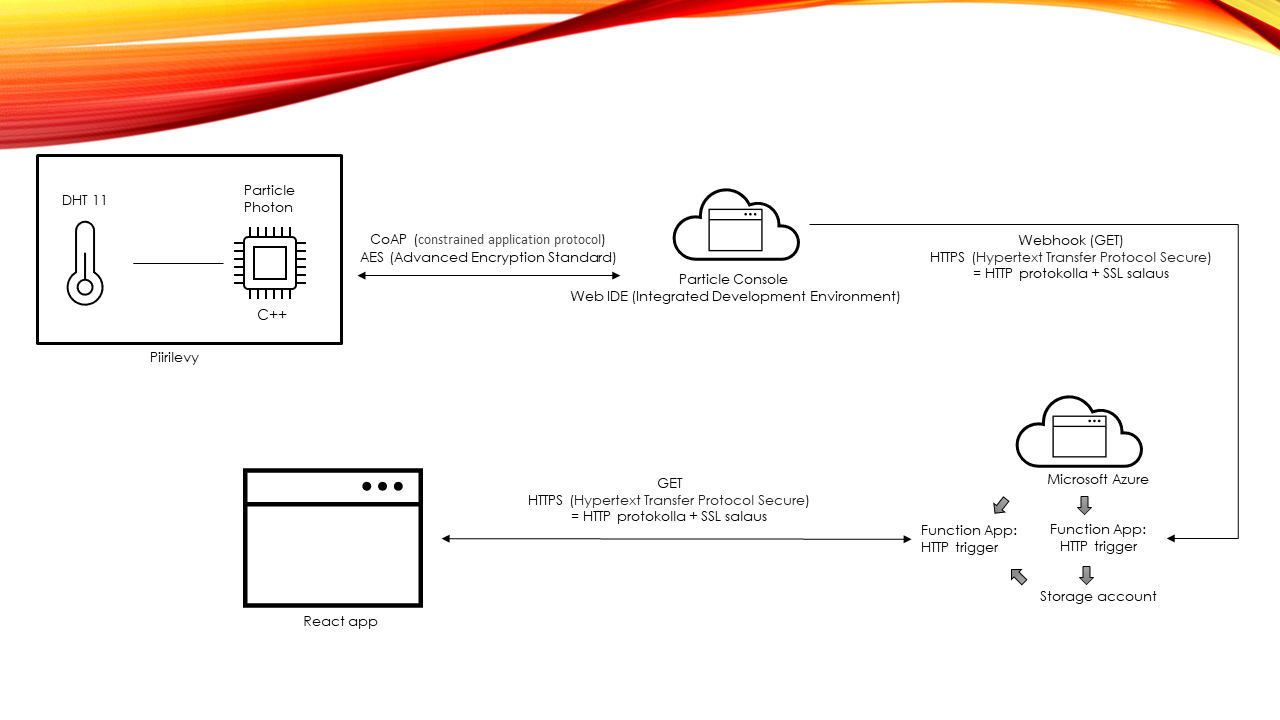 DHT 11
Particle
Photon
C++
Piirilevy
CoAP (constrained application protocol)
AES (Advanced Encryption Standard)
Particle Console
Web IDE (Integrated Development Environment)
Webhook (GET)
HTTPS (Hypertext Transfer Protocol Secure)
= HTTP protokolla + SSL salaus
Microsoft Azure
Function App:
HTTP trigger
Function App:
HTTP trigger
Storage account
GET
HTTPS (Hypertext Transfer Protocol Secure)
= HTTP protokolla + SSL salaus
React app